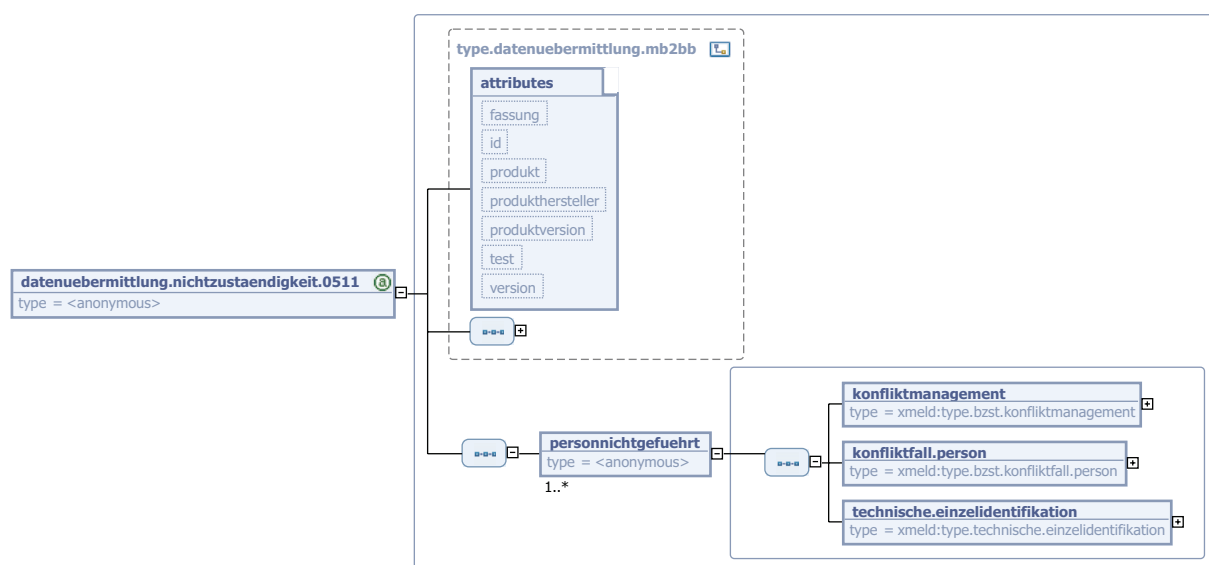 type.datenuebermittlung.mb2bb
attributes
fassung
id
produkt
produkthersteller
produktversion
test
version
datenuebermittlung.nichtzustaendigkeit.0511 a
type = <anonymous>
personnichtgefuehrt
type = <anonymous>
1..*
konfliktmanagement
type = xmeld:type.bzst.konfliktmanagement
konfliktfall.person
type = xmeld:type.bzst.konfliktfall.person
technische.einzelidentifikation
type = xmeld:type.technische.einzelidentifikation